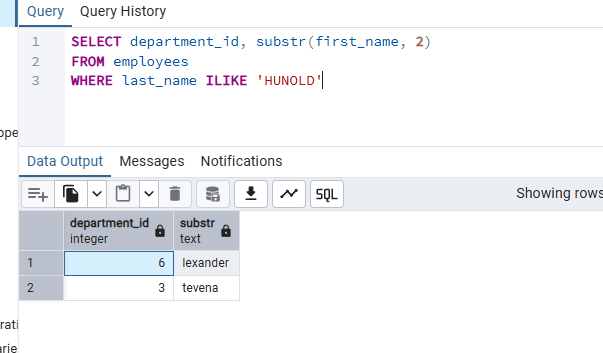 Query Query History
1 SELECT department_id, substr(first_name, 2)
2 FROM employees
3 WHERE last_name ILIKE 'HUNOLD'
ppe
Data Output Messages Notifications
SQL Showing rows
department_id substr
integer text
1 6 lexander
2 3 tevena
rati
arie